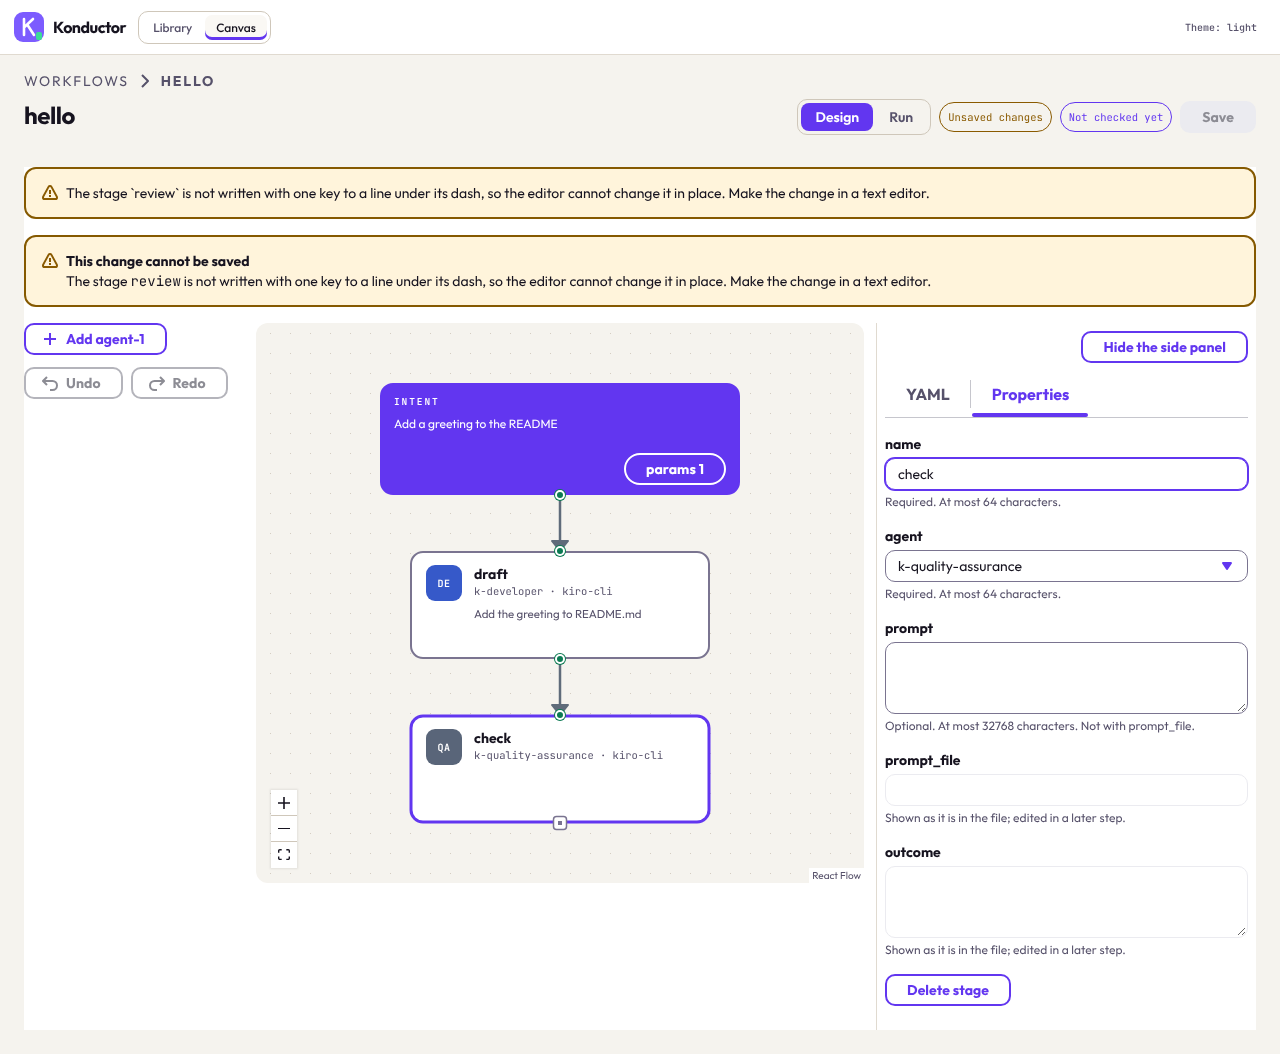 Konductor
Library
Canvas
Theme: light
WORKFLOWS > HELLO
hello
Design
Run
Unsaved changes
Not checked yet
Save
The stage `review` is not written with one key to a line under its dash, so the editor cannot change it in place. Make the change in a text editor.
This change cannot be saved
The stage review is not written with one key to a line under its dash, so the editor cannot change it in place. Make the change in a text editor.
Add agent-1
Undo
Redo
INTENT
Add a greeting to the README
params 1
DE
draft
k-developer · kiro-cli
Add the greeting to README.md
QA
check
k-quality-assurance · kiro-cli
React Flow
Hide the side panel
YAML
Properties
name
check
Required. At most 64 characters.
agent
k-quality-assurance
Required. At most 64 characters.
prompt
Optional. At most 32768 characters. Not with prompt_file.
prompt_file
Shown as it is in the file; edited in a later step.
outcome
Shown as it is in the file; edited in a later step.
Delete stage